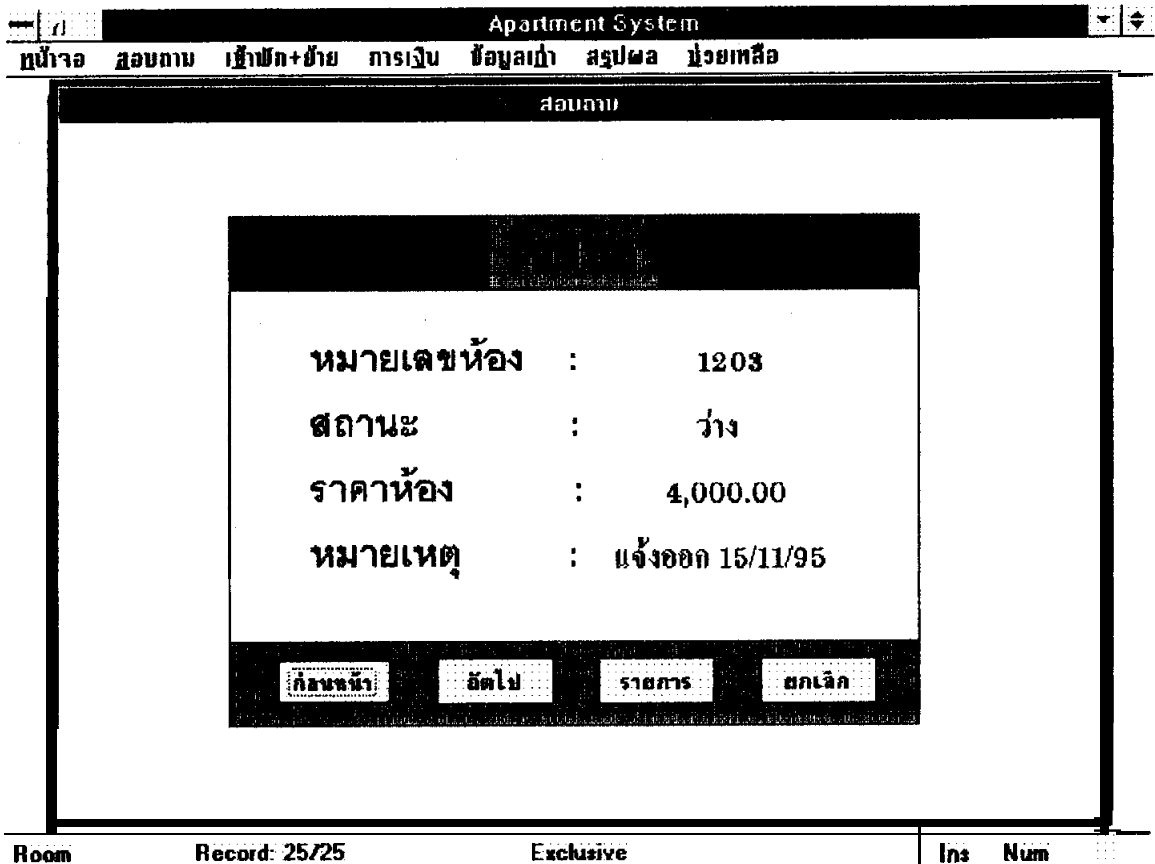 Apartment System
หน้าจอ สอบถาม เข้าพัก+ย้าย การเงิน ข้อมูลเก่า สรุปผล ช่วยเหลือ
สอบถาม
หมายเลขห้อง : 1203
สถานะ : ว่าง
ราคาห้อง : 4,000.00
หมายเหตุ : แจ้งออก 15/11/95
ก่อนหน้า ถัดไป รายการ ยกเลิก
Room Record: 25/25 Exclusive Ins Num